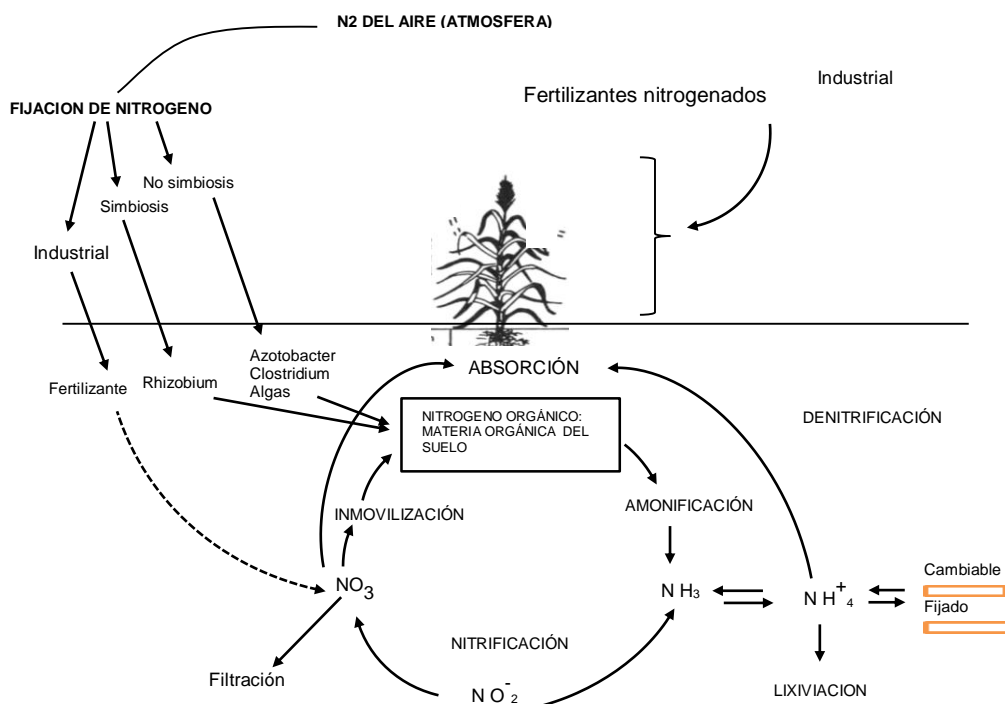 N2 DEL AIRE (ATMOSFERA)
Industrial
Fertilizantes nitrogenados
FIJACION DE NITROGENO
No simbiosis
Simbiosis
Industrial
Azotobacter
Clostridium
Algas
Rhizobium
Fertilizante
ABSORCIÓN
NITROGENO ORGÁNICO:
MATERIA ORGÁNICA DEL
SUELO
DENITRIFICACIÓN
INMOVILIZACIÓN
AMONIFICACIÓN
NO3
N H3
N H+4
Cambiable
Fijado
NITRIFICACIÓN
Filtración
N O-2
LIXIVIACION